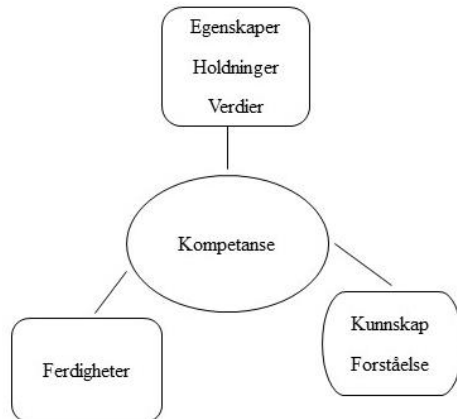 Egenskaper
Holdninger
Verdier
Kompetanse
Kunnskap
Forståelse
Ferdigheter